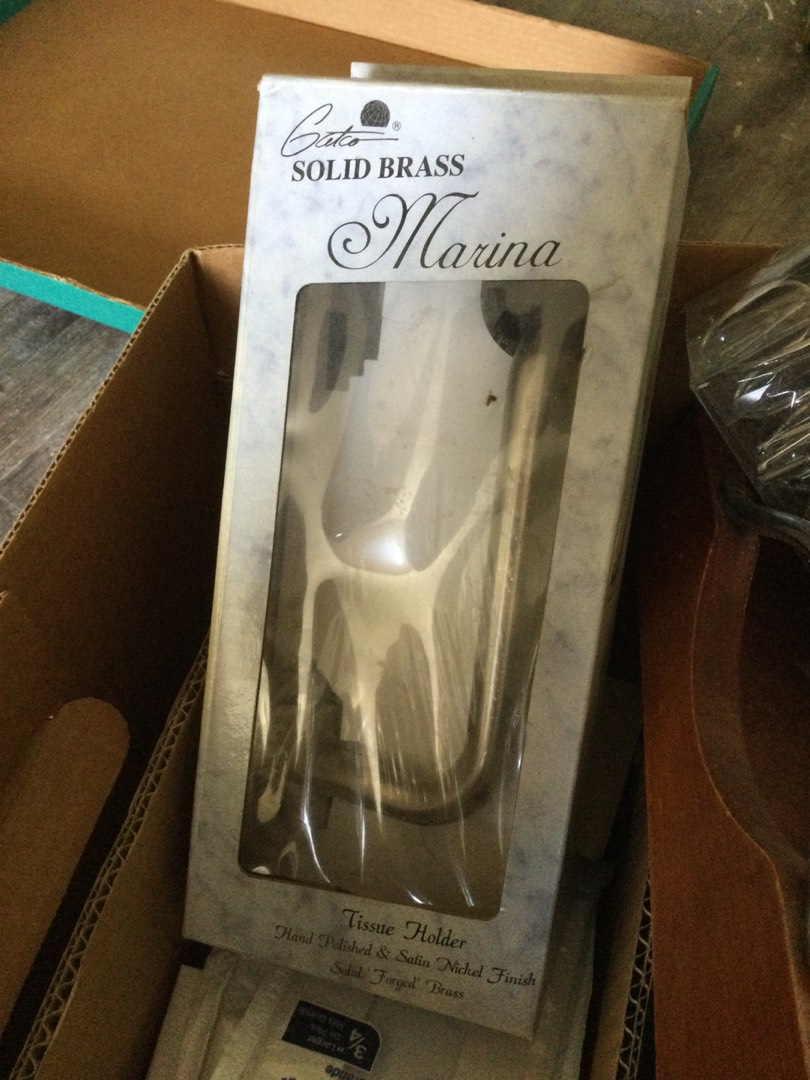 Gatco®
SOLID BRASS
Marina
Tissue Holder
Hand Polished & Satin Nickel Finish
Solid "Forged" Brass
3/4